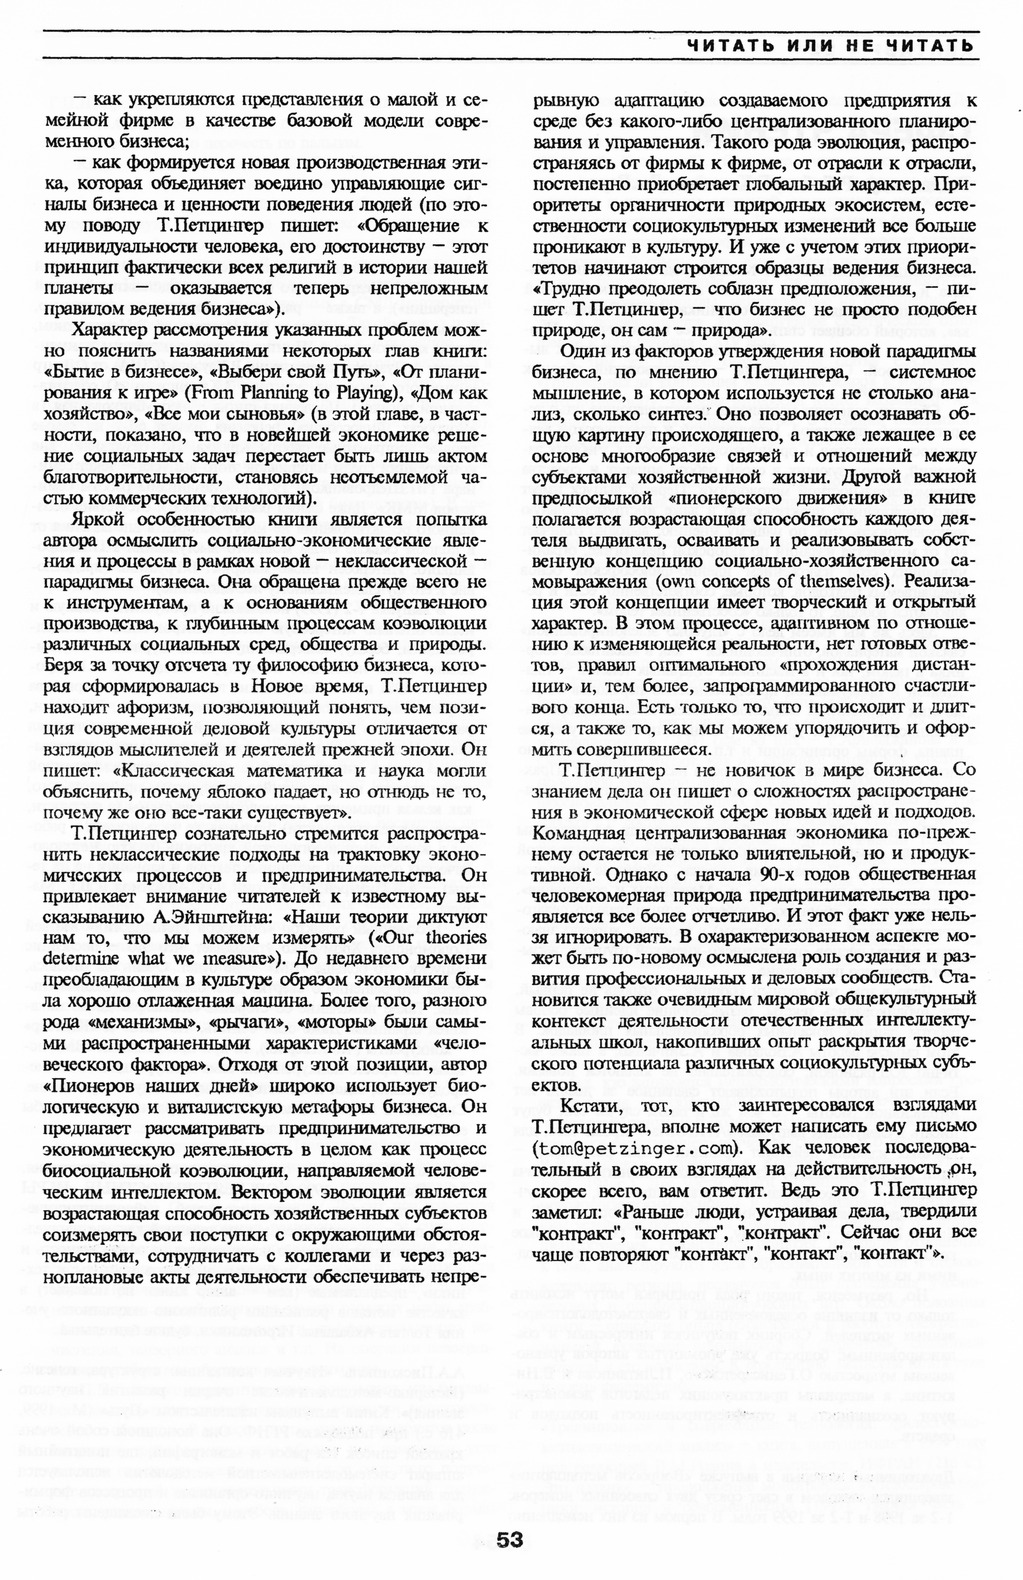 ЧИТАТЬ ИЛИ НЕ ЧИТАТЬ
— как укрепляются представления о малой и се-
мейной фирме в качестве базовой модели совре-
менного бизнеса;
— как формируется новая производственная эти-
ка, которая объединяет воедино управляющие сиг-
налы бизнеса и ценности поведения людей (по это-
му поводу Т.Петцингер пишет: «Обращение к
индивидуальности человека, его достоинству — этот
принцип фактически всех религий в истории нашей
планеты — оказывается теперь непреложным
правилом ведения бизнеса»).
Характер рассмотрения указанных проблем мож-
но пояснить названиями некоторых глав книги:
«Бытие в бизнесе», «Выбери свой Путь», «От плани-
рования к игре» (From Planning to Playing), «Дом как
хозяйство», «Все мои сыновья» (в этой главе, в част-
ности, показано, что в новейшей экономике реше-
ние социальных задач перестает быть лишь актом
благотворительности, становясь неотъемлемой ча-
стью коммерческих технологий).
Яркой особенностью книги является попытка
автора осмыслить социально-экономические явле-
ния и процессы в рамках новой — неклассической —
парадигмы бизнеса. Она обращена прежде всего не
к инструментам, а к основаниям общественного
производства, к глубинным процессам коэволюции
различных социальных сред, общества и природы.
Беря за точку отсчета ту философию бизнеса, кото-
рая сформировалась в Новое время, Т.Петцингер
находит афоризм, позволяющий понять, чем пози-
ция современной деловой культуры отличается от
взглядов мыслителей и деятелей прежней эпохи. Он
пишет: «Классическая математика и наука могли
объяснить, почему яблоко падает, но отнюдь не то,
почему же оно все-таки существует».
Т.Петцингер сознательно стремится распростра-
нить неклассические подходы на трактовку эконо-
мических процессов и предпринимательства. Он
привлекает внимание читателей к известному вы-
сказыванию А.Эйнштейна: «Наши теории диктуют
нам то, что мы можем измерять» («Our theories
determine what we measure»). До недавнего времени
преобладающим в культуре образом экономики бы-
ла хорошо отлаженная машина. Более того, разного
рода «механизмы», «рычаги», «моторы» были самы-
ми распространенными характеристиками «чело-
веческого фактора». Отходя от этой позиции, автор
«Пионеров наших дней» широко использует био-
логическую и виталистскую метафоры бизнеса. Он
предлагает рассматривать предпринимательство и
экономическую деятельность в целом как процесс
биосоциальной коэволюции, направляемой челове-
ческим интеллектом. Вектором эволюции является
возрастающая способность хозяйственных субъектов
соизмерять свои поступки с окружающими обстоя-
тельствами, сотрудничать с коллегами и через раз-
ноплановые акты деятельности обеспечивать непре-
рывную адаптацию создаваемого предприятия к
среде без какого-либо централизованного планиро-
вания и управления. Такого рода эволюция, распро-
страняясь от фирмы к фирме, от отрасли к отрасли,
постепенно приобретает глобальный характер. При-
оритеты органичности природных экосистем, есте-
ственности социокультурных изменений все больше
проникают в культуру. И уже с учетом этих приори-
тетов начинают строится образцы ведения бизнеса.
«Трудно преодолеть соблазн предположения, — пи-
шет Т.Петцингер, — что бизнес не просто подобен
природе, он сам — природа».
Один из факторов утверждения новой парадигмы
бизнеса, по мнению Т.Петцингера, — системное
мышление, в котором используется не столько ана-
лиз, сколько синтез. Оно позволяет осознавать об-
щую картину происходящего, а также лежащее в ее
основе многообразие связей и отношений между
субъектами хозяйственной жизни. Другой важной
предпосылкой «пионерского движения» в книге
полагается возрастающая способность каждого дея-
теля выдвигать, осваивать и реализовывать собст-
венную концепцию социально-хозяйственного са-
мовыражения (own concepts of themselves). Реализа-
ция этой концепции имеет творческий и открытый
характер. В этом процессе, адаптивном по отноше-
нию к изменяющейся реальности, нет готовых отве-
тов, правил оптимального «прохождения дистан-
ции» и, тем более, запрограммированного счастли-
вого конца. Есть только то, что происходит и длит-
ся, а также то, как мы можем упорядочить и офор-
мить совершившееся.
Т.Петцингер — не новичок в мире бизнеса. Со
знанием дела он пишет о сложностях распростране-
ния в экономической сфере новых идей и подходов.
Командная централизованная экономика по-преж-
нему остается не только влиятельной, но и продук-
тивной. Однако с начала 90-х годов общественная
человекомерная природа предпринимательства про-
является все более отчетливо. И этот факт уже нель-
зя игнорировать. В охарактеризованном аспекте мо-
жет быть по-новому осмыслена роль создания и раз-
вития профессиональных и деловых сообществ. Ста-
новится также очевидным мировой общекультурный
контекст деятельности отечественных интеллекту-
альных школ, накопивших опыт раскрытия творче-
ского потенциала различных социокультурных субъ-
ектов.
Кстати, тот, кто заинтересовался взглядами
Т.Петцингера, вполне может написать ему письмо
(tom@petzinger.com). Как человек последова-
тельный в своих взглядах на действительность он,
скорее всего, вам ответит. Ведь это Т.Петцингер
заметил: «Раньше люди, устраивая дела, твердили
"контракт", "контракт", "контракт". Сейчас они все
чаще повторяют "контакт", "контакт", "контакт"».
53